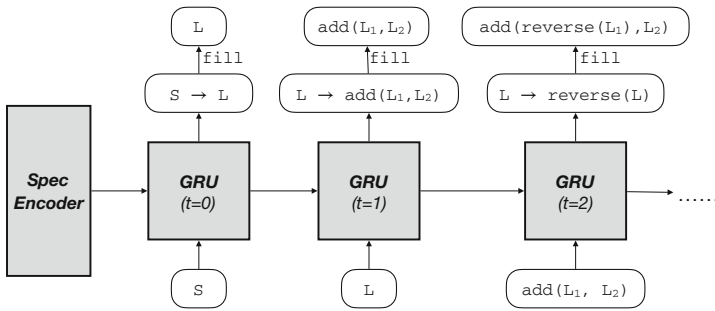 L
add(L₁,L₂)
add(reverse(L₁),L₂)
fill
fill
fill
S → L
L → add(L₁,L₂)
L → reverse(L)
Spec
Encoder
GRU
(t=0)
GRU
(t=1)
GRU
(t=2)
.....
S
L
add(L₁, L₂)